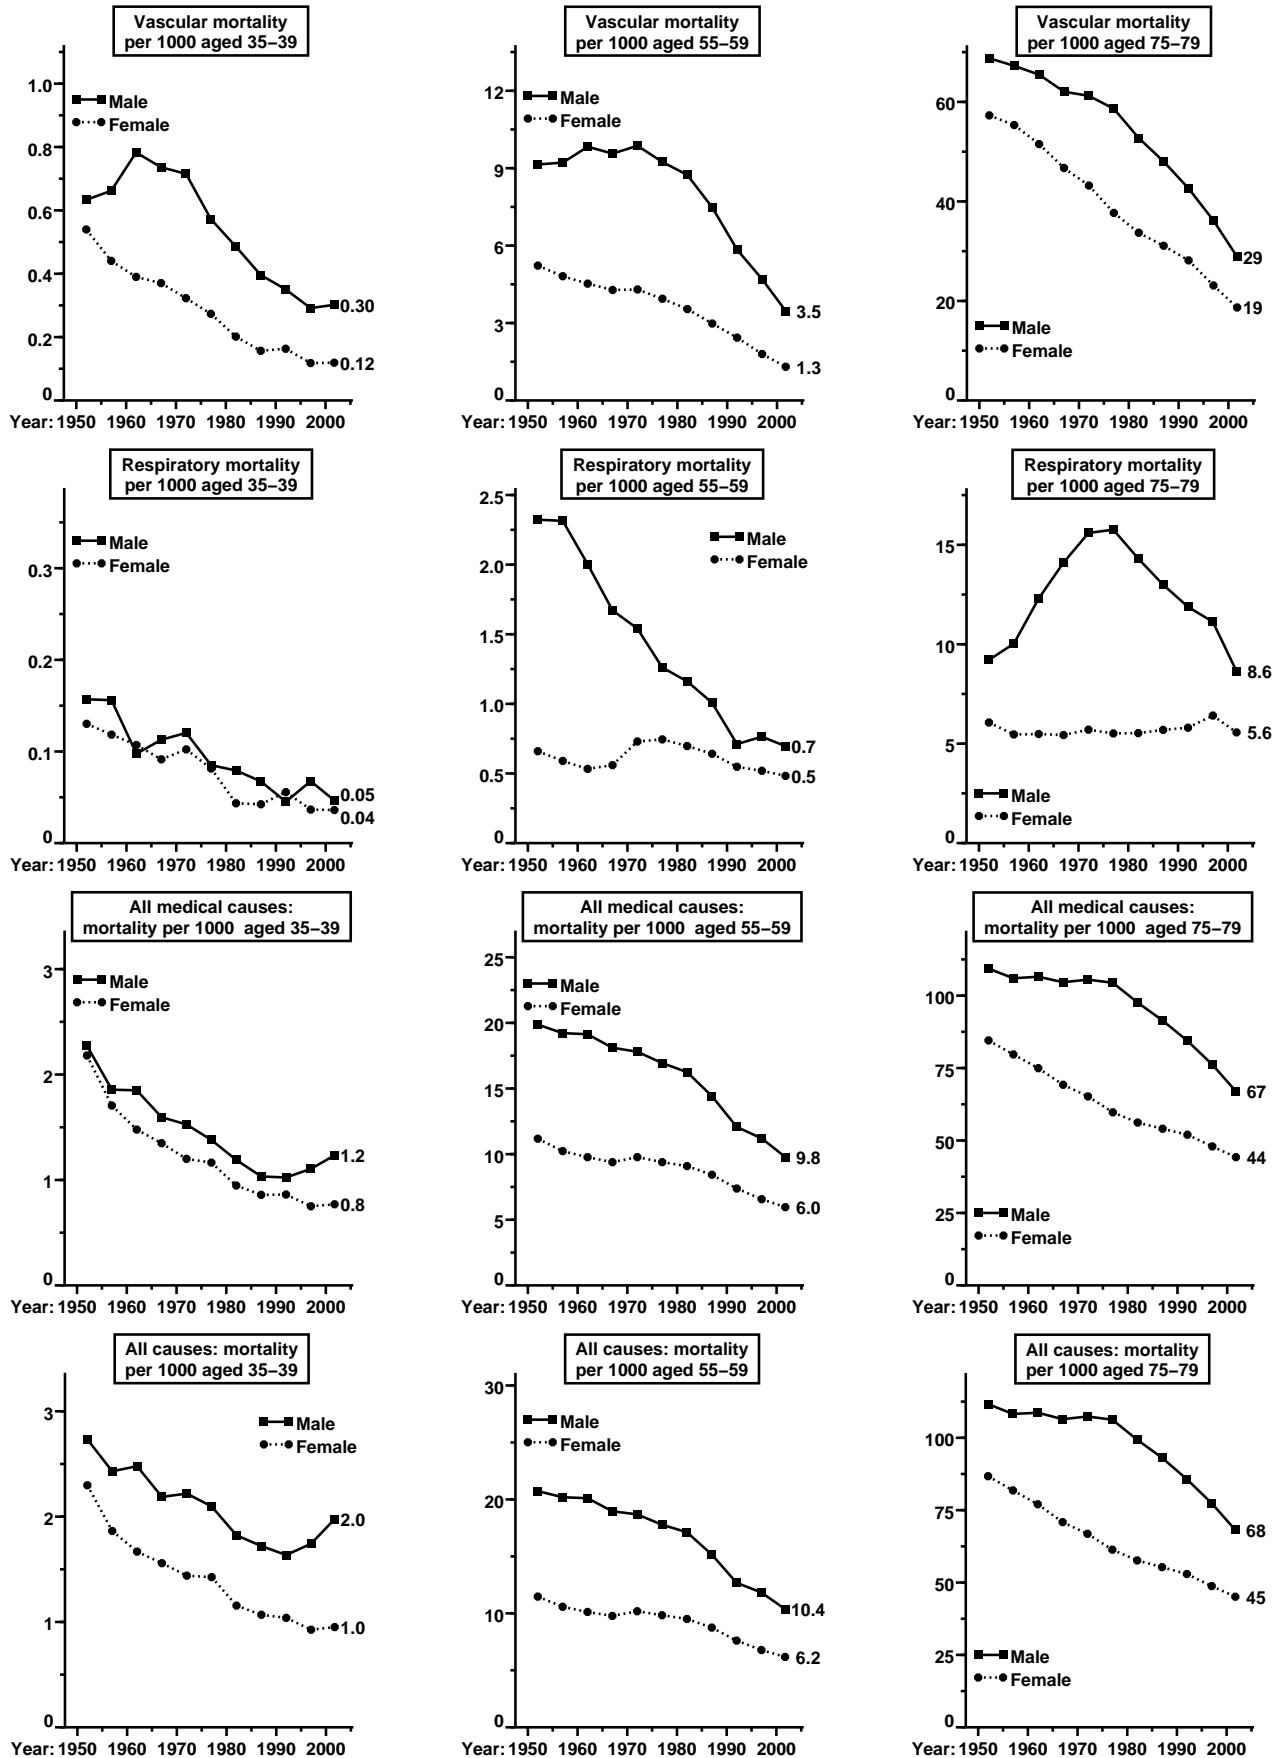 Vascular mortality
per 1000 aged 35–39
1.0
0.8
0.6
0.4
0.2
0
Male
Female
0.30
0.12
Year: 1950 1960 1970 1980 1990 2000
Vascular mortality
per 1000 aged 55–59
12
9
6
3
0
Male
Female
3.5
1.3
Year: 1950 1960 1970 1980 1990 2000
Vascular mortality
per 1000 aged 75–79
60
40
20
0
Male
Female
29
19
Year: 1950 1960 1970 1980 1990 2000
Respiratory mortality
per 1000 aged 35–39
0.3
0.2
0.1
0
Male
Female
0.05
0.04
Year: 1950 1960 1970 1980 1990 2000
Respiratory mortality
per 1000 aged 55–59
2.5
2.0
1.5
1.0
0.5
0
Male
Female
0.7
0.5
Year: 1950 1960 1970 1980 1990 2000
Respiratory mortality
per 1000 aged 75–79
15
10
5
0
Male
Female
8.6
5.6
Year: 1950 1960 1970 1980 1990 2000
All medical causes:
mortality per 1000 aged 35–39
3
2
1
0
Male
Female
1.2
0.8
Year: 1950 1960 1970 1980 1990 2000
All medical causes:
mortality per 1000 aged 55–59
25
20
15
10
5
0
Male
Female
9.8
6.0
Year: 1950 1960 1970 1980 1990 2000
All medical causes:
mortality per 1000 aged 75–79
100
75
50
25
0
Male
Female
67
44
Year: 1950 1960 1970 1980 1990 2000
All causes: mortality
per 1000 aged 35–39
3
2
1
0
Male
Female
2.0
1.0
Year: 1950 1960 1970 1980 1990 2000
All causes: mortality
per 1000 aged 55–59
30
20
10
0
Male
Female
10.4
6.2
Year: 1950 1960 1970 1980 1990 2000
All causes: mortality
per 1000 aged 75–79
100
75
50
25
0
Male
Female
68
45
Year: 1950 1960 1970 1980 1990 2000